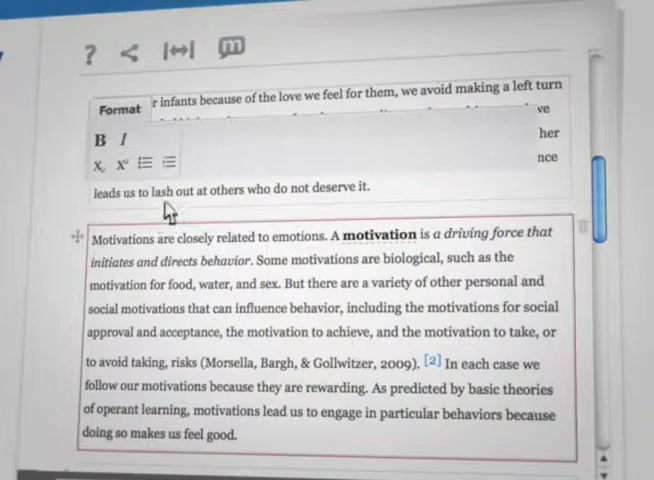 ?
Format
r infants because of the love we feel for them, we avoid making a left turn
ve
B I
her
X X
nce
leads us to lash out at others who do not deserve it.
Motivations are closely related to emotions. A motivation is a driving force that
initiates and directs behavior. Some motivations are biological, such as the
motivation for food, water, and sex. But there are a variety of other personal and
social motivations that can influence behavior, including the motivations for social
approval and acceptance, the motivation to achieve, and the motivation to take, or
to avoid taking, risks (Morsella, Bargh, & Gollwitzer, 2009). [2] In each case we
follow our motivations because they are rewarding. As predicted by basic theories
of operant learning, motivations lead us to engage in particular behaviors because
doing so makes us feel good.